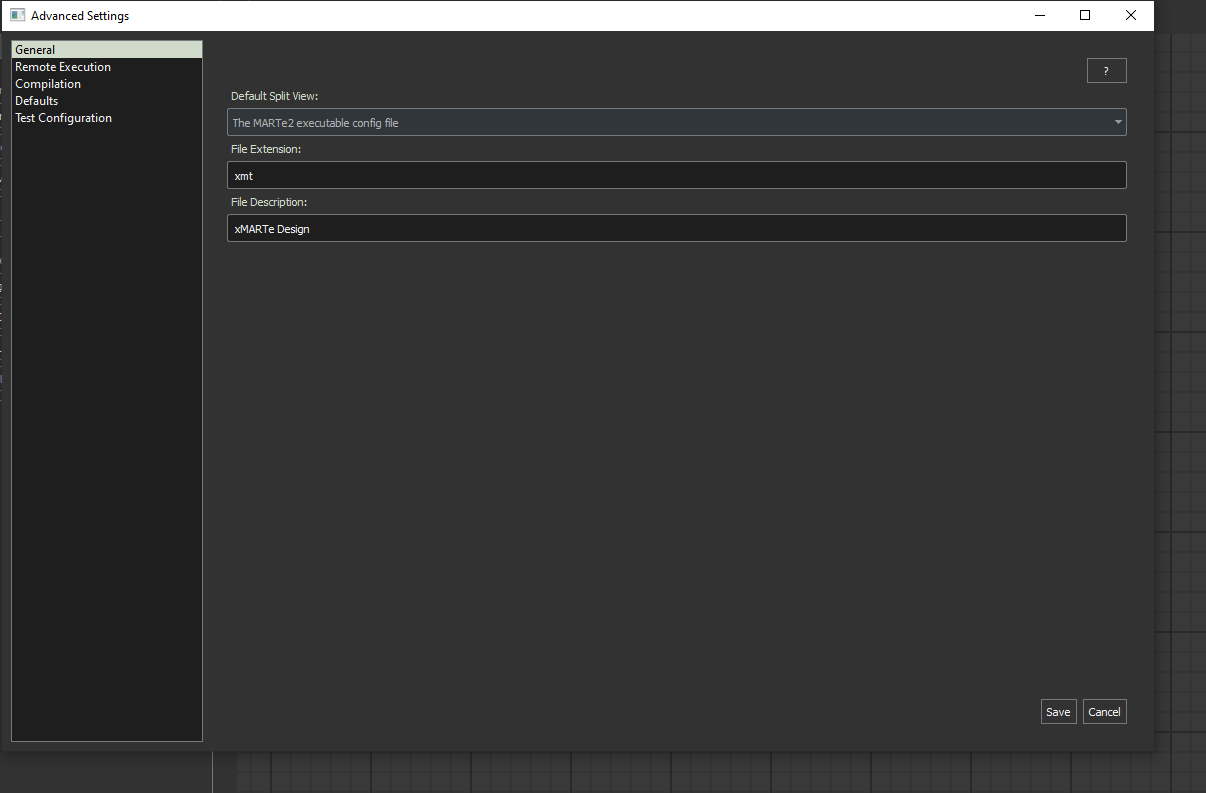 Advanced Settings
General
Remote Execution
Compilation
Defaults
Test Configuration
?
Default Split View:
The MARTe2 executable config file
File Extension:
xmt
File Description:
xMARTe Design
Save
Cancel